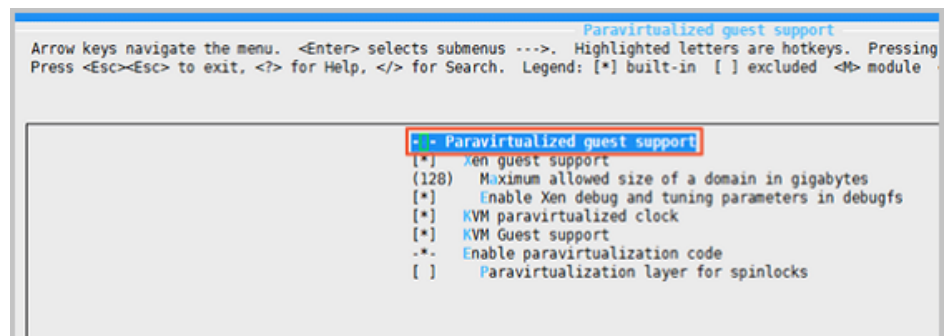 Paravirtualized guest support
Arrow keys navigate the menu.  <Enter> selects submenus --->.  Highlighted letters are hotkeys.  Pressing
Press <Esc><Esc> to exit, <?> for Help, </> for Search.  Legend: [*] built-in  [ ] excluded  <M> module
-*- Paravirtualized guest support
[*]   Xen guest support
(128)   Maximum allowed size of a domain in gigabytes
[*]     Enable Xen debug and tuning parameters in debugfs
[*]   KVM paravirtualized clock
[*]   KVM Guest support
-*-   Enable paravirtualization code
[ ]     Paravirtualization layer for spinlocks